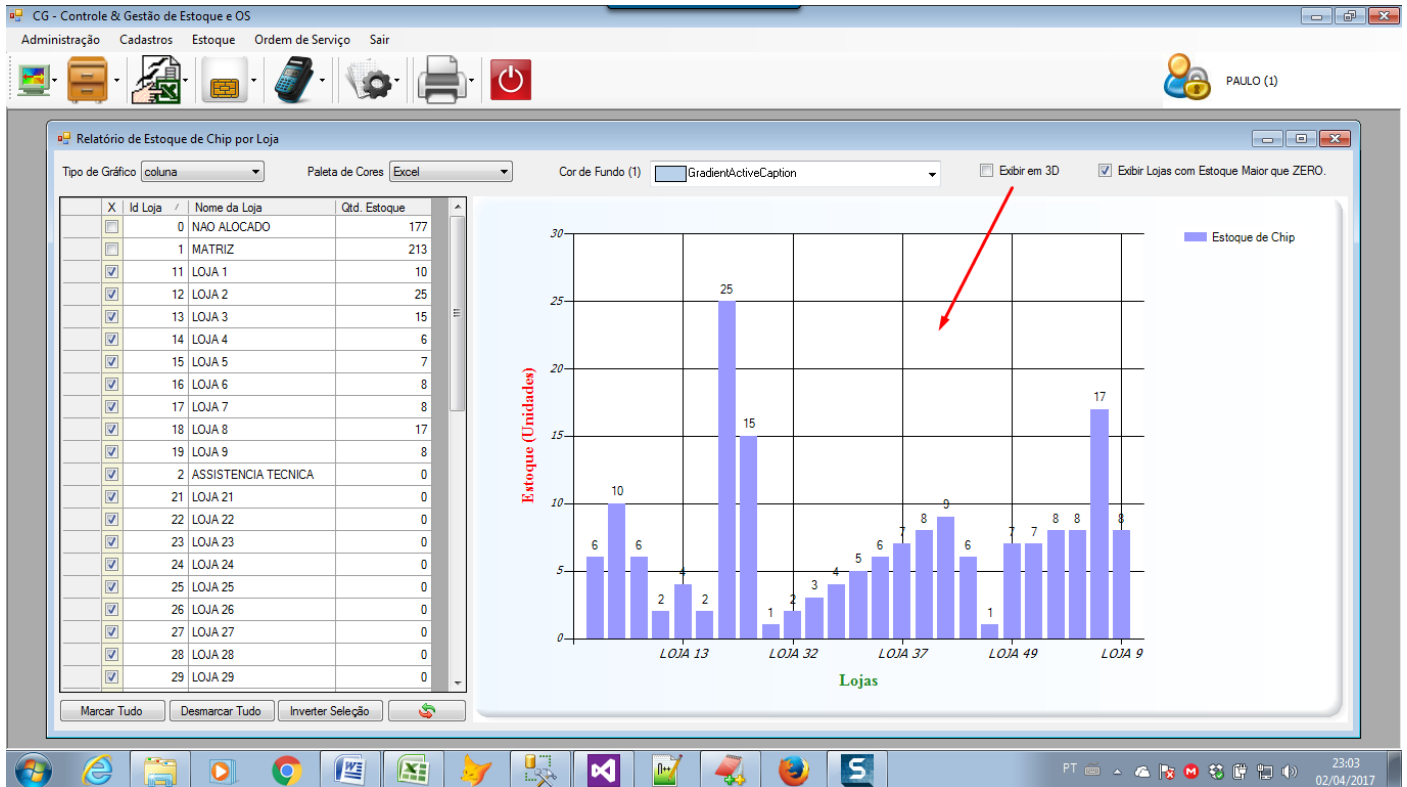 CG - Controle & Gestão de Estoque e OS
Administração Cadastros Estoque Ordem de Serviço Sair
PAULO (1)
Relatório de Estoque de Chip por Loja
Tipo de Gráfico coluna Paleta de Cores Excel Cor de Fundo (1) GradientActiveCaption Exibir em 3D Exibir Lojas com Estoque Maior que ZERO.
X Id Loja Nome da Loja Qtd. Estoque
0 NAO ALOCADO 177
1 MATRIZ 213
11 LOJA 1 10
12 LOJA 2 25
13 LOJA 3 15
14 LOJA 4 6
15 LOJA 5 7
16 LOJA 6 8
17 LOJA 7 8
18 LOJA 8 17
19 LOJA 9 8
2 ASSISTENCIA TECNICA 0
21 LOJA 21 0
22 LOJA 22 0
23 LOJA 23 0
24 LOJA 24 0
25 LOJA 25 0
26 LOJA 26 0
27 LOJA 27 0
28 LOJA 28 0
29 LOJA 29 0
Marcar Tudo Desmarcar Tudo Inverter Seleção
Estoque de Chip
Estoque (Unidades)
30
25
20
15
10
5
0
6 10 6 2 4 2 25 15 1 2 3 4 5 6 7 8 9 6 1 7 7 8 8 17 8
LOJA 13 LOJA 32 LOJA 37 LOJA 49 LOJA 9
Lojas
PT
23:03
02/04/2017